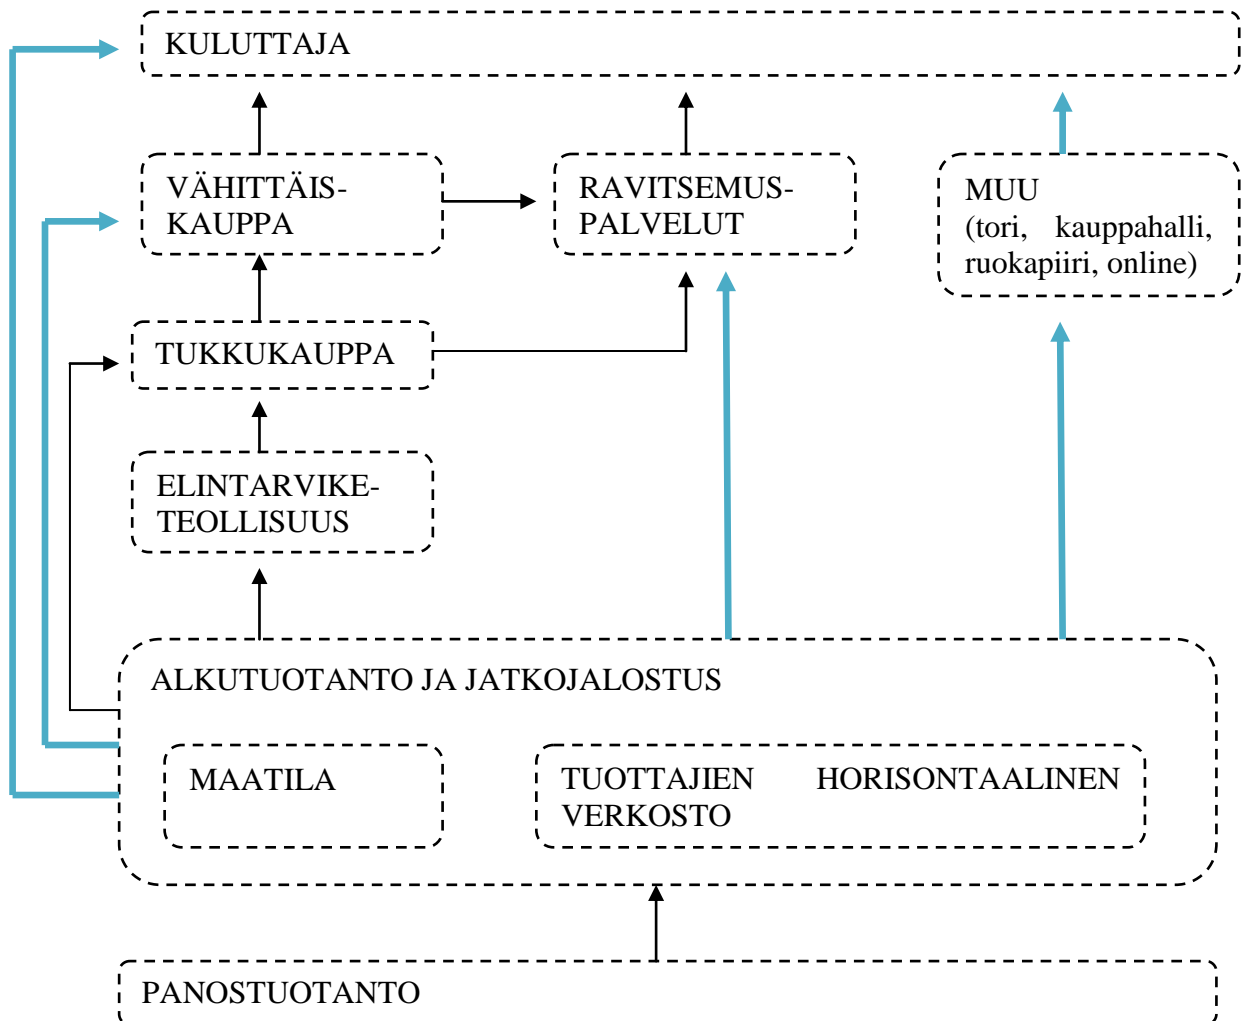 KULUTTAJA
VÄHITTÄIS-
KAUPPA
RAVITSEMUS-
PALVELUT
MUU
(tori, kauppahalli,
ruokapiiri, online)
TUKKUKAUPPA
ELINTARVIKE-
TEOLLISUUS
ALKUTUOTANTO JA JATKOJALOSTUS
MAATILA
TUOTTAJIEN HORISONTAALINEN
VERKOSTO
PANOSTUOTANTO